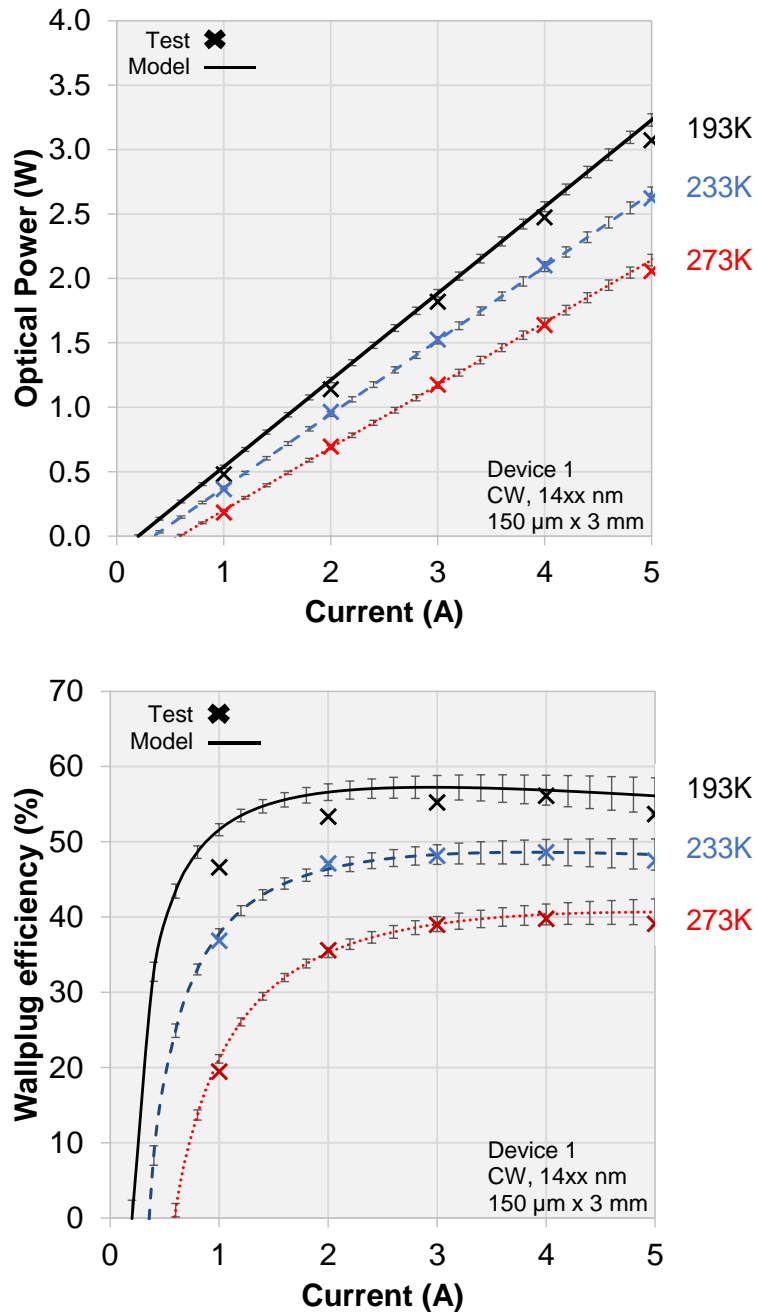 4.0
3.5
3.0
2.5
2.0
1.5
1.0
0.5
0.0
Optical Power (W)
Test
Model
193K
233K
273K
Device 1
CW, 14xx nm
150 µm x 3 mm
0 1 2 3 4 5
Current (A)
70
60
50
40
30
20
10
0
Wallplug efficiency (%)
Test
Model
193K
233K
273K
Device 1
CW, 14xx nm
150 µm x 3 mm
0 1 2 3 4 5
Current (A)